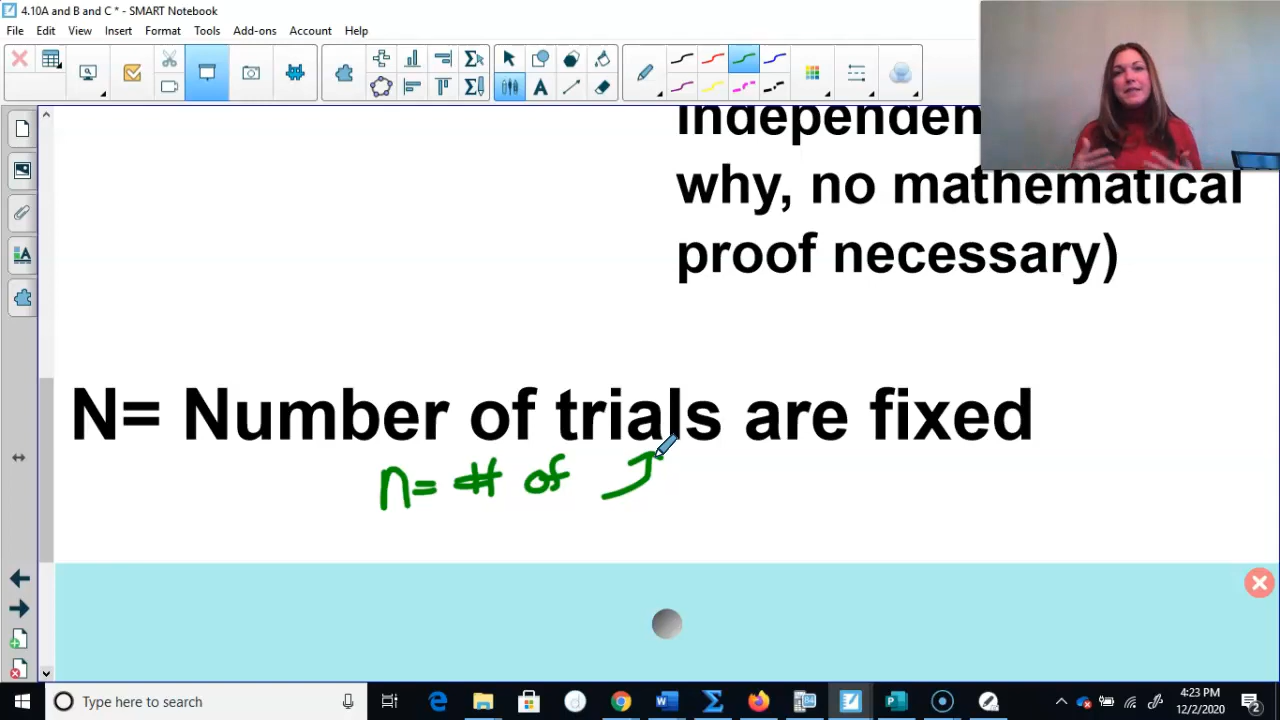 4.10A and B and C * - SMART Notebook
File Edit View Insert Format Tools Add-ons Account Help
why, no mathematical
proof necessary)
N= Number of trials are fixed
n= # of
Type here to search
4:23 PM
12/2/2020
2